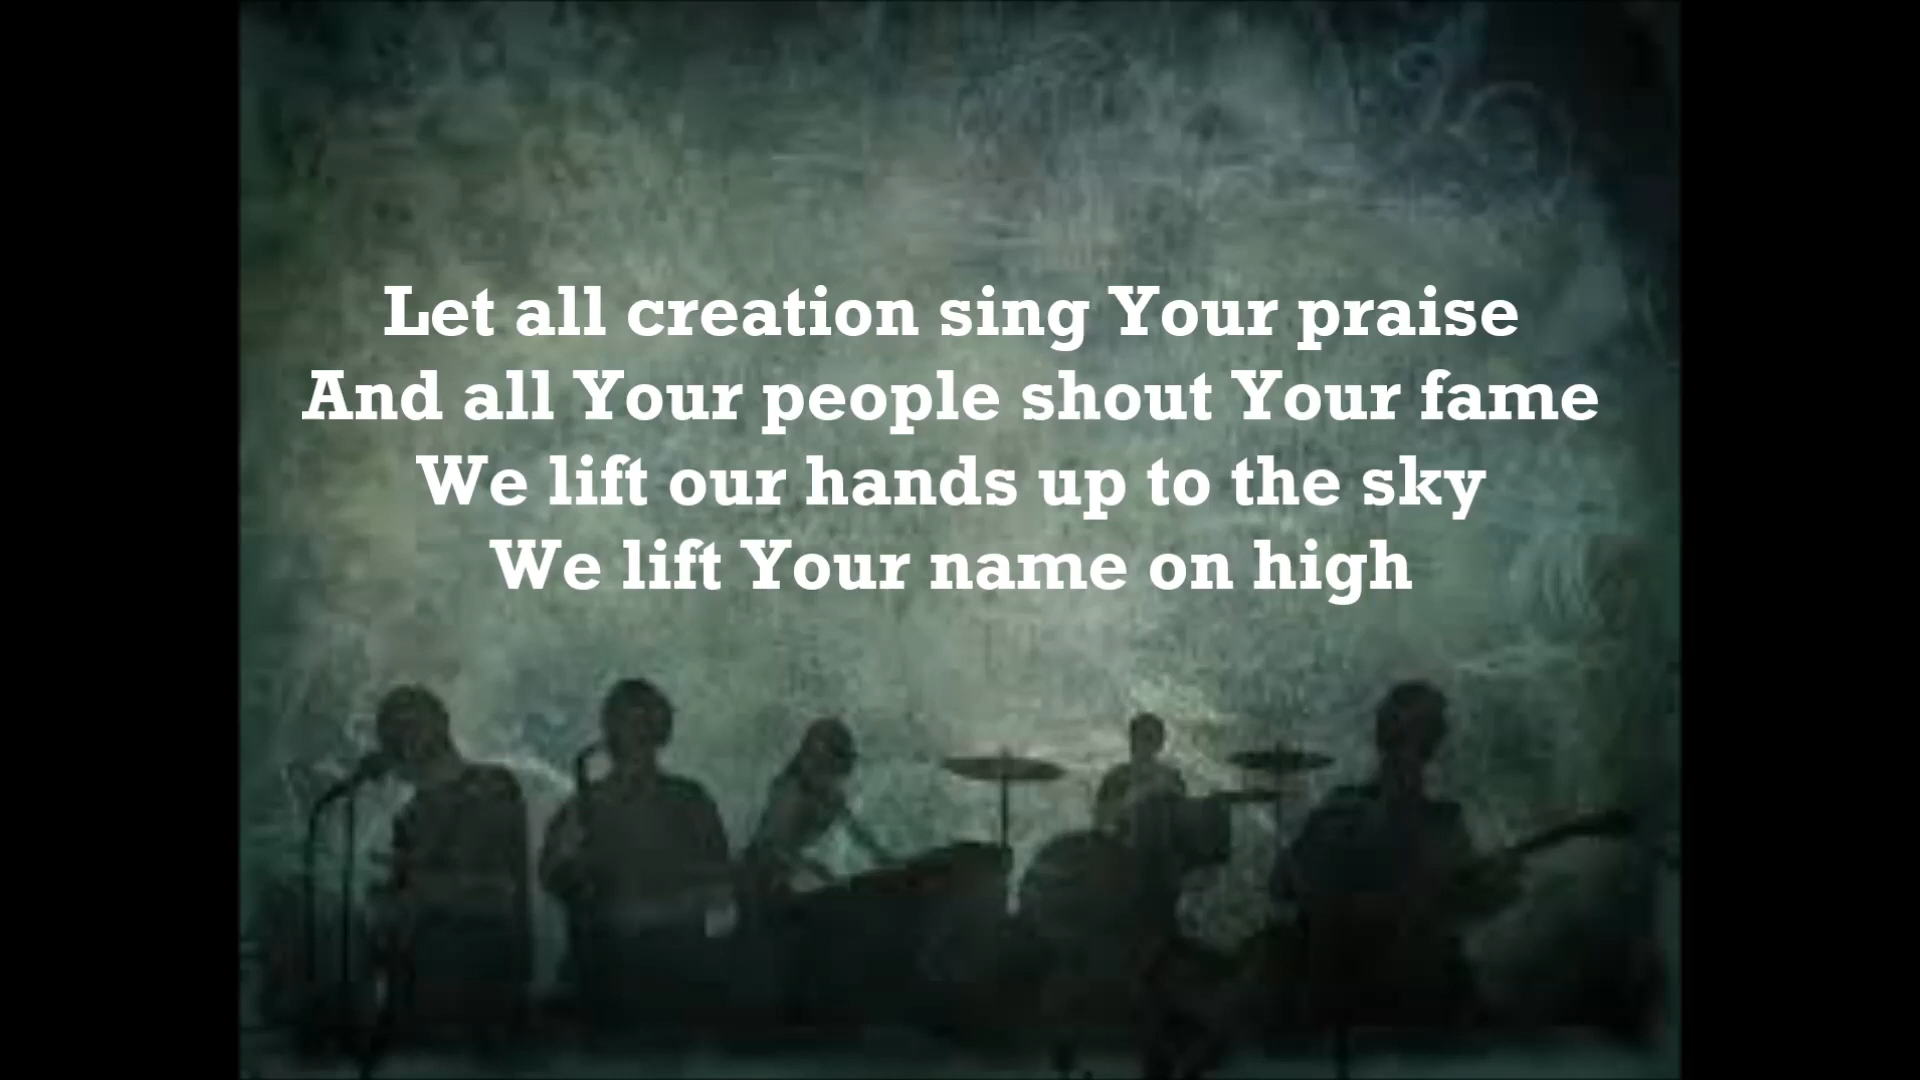 Let all creation sing Your praise
And all Your people shout Your fame
We lift our hands up to the sky
We lift Your name on high